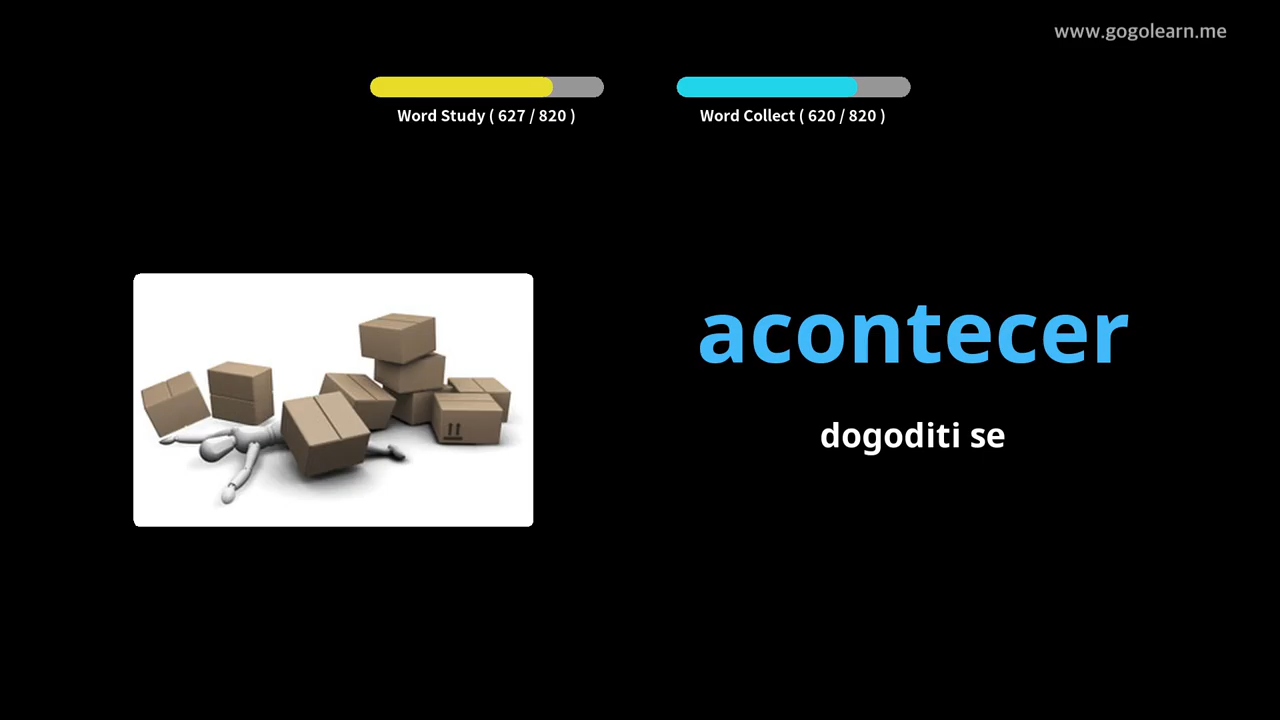 www.gogolearn.me
Word Study ( 627 / 820 )
Word Collect ( 620 / 820 )
acontecer
dogoditi se